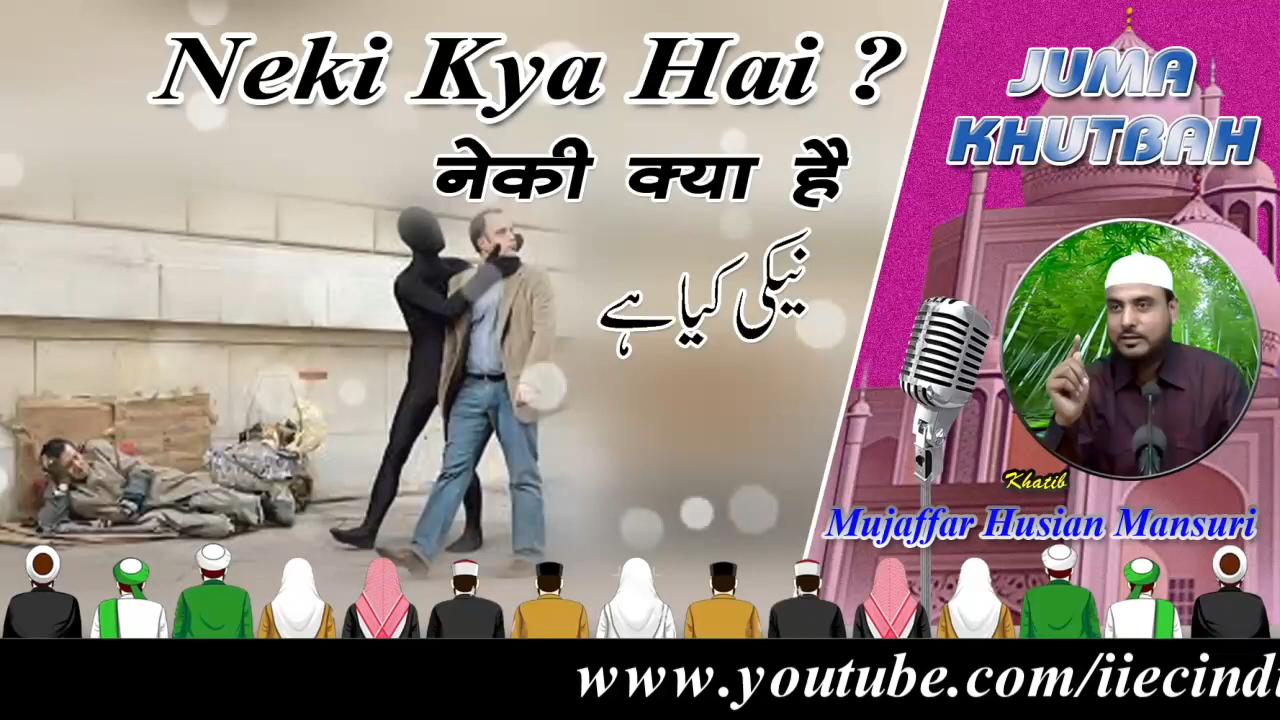 Neki Kya Hai ?
नेकी क्या है
نیکی کیا ہے
JUMA
KHUTBAH
Khatib
Mujaffar Husian Mansuri
www.youtube.com/iiecindi